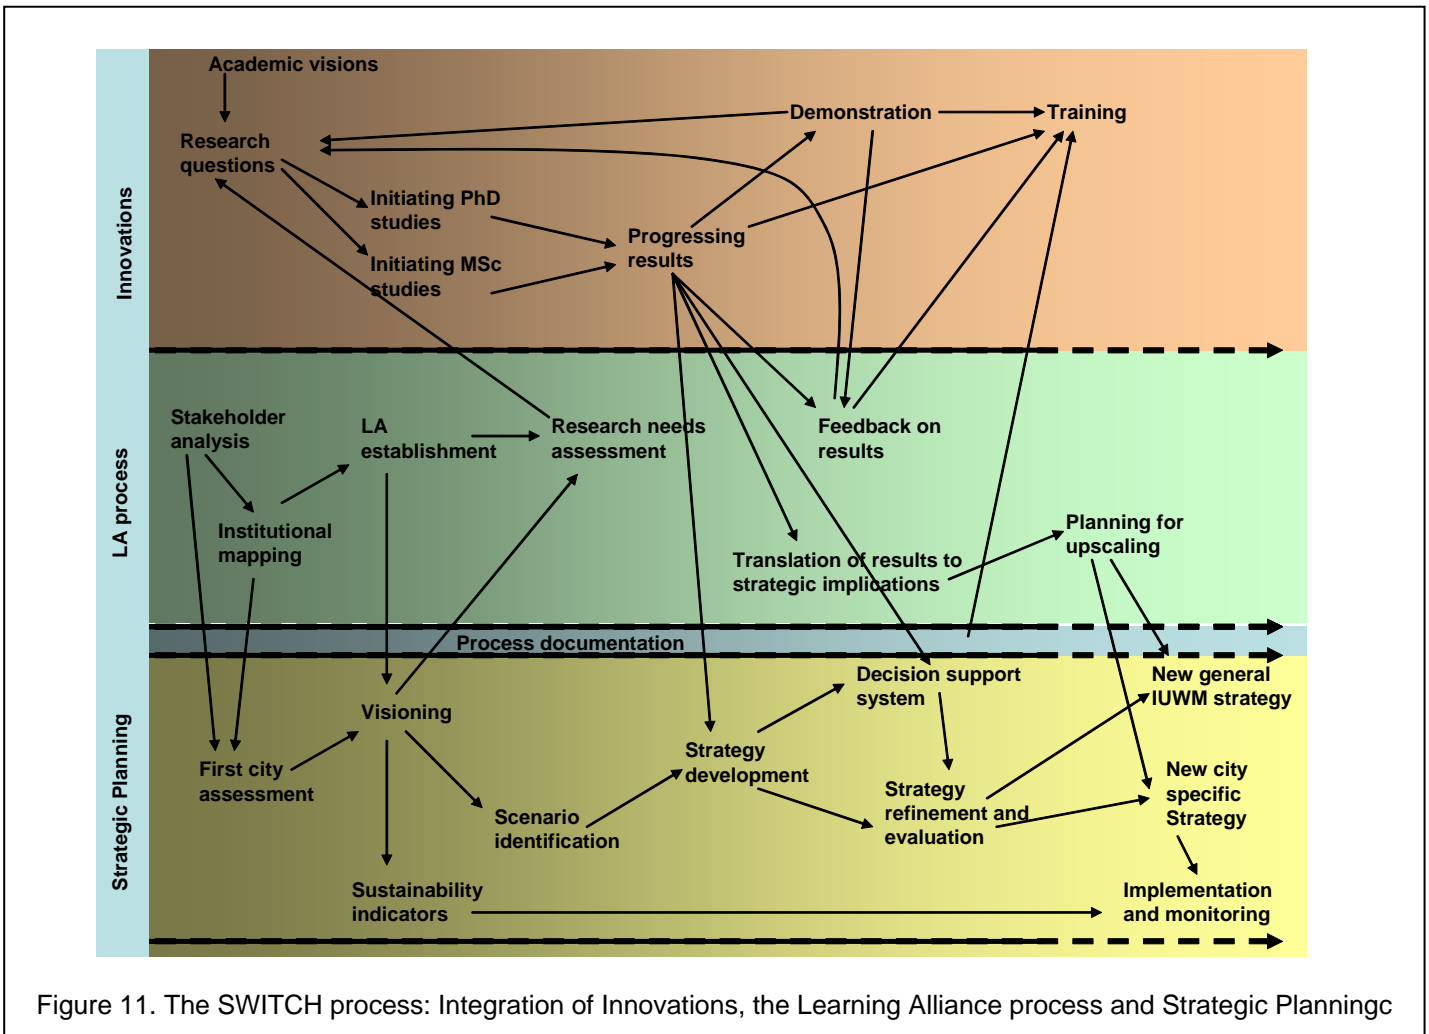 Academic visions
Demonstration
Training
Research
questions
Initiating PhD
studies
Progressing
results
Initiating MSc
studies
Innovations
Stakeholder
analysis
LA
establishment
Research needs
assessment
Feedback on
results
Institutional
mapping
Planning for
upscaling
Translation of results to
strategic implications
LA process
Process documentation
Decision support
system
New general
IUWM strategy
Visioning
Strategy
development
First city
assessment
New city
specific
Strategy
Strategy
refinement and
evaluation
Scenario
identification
Sustainability
indicators
Implementation
and monitoring
Strategic Planning
Figure 11. The SWITCH process: Integration of Innovations, the Learning Alliance process and Strategic Planningc